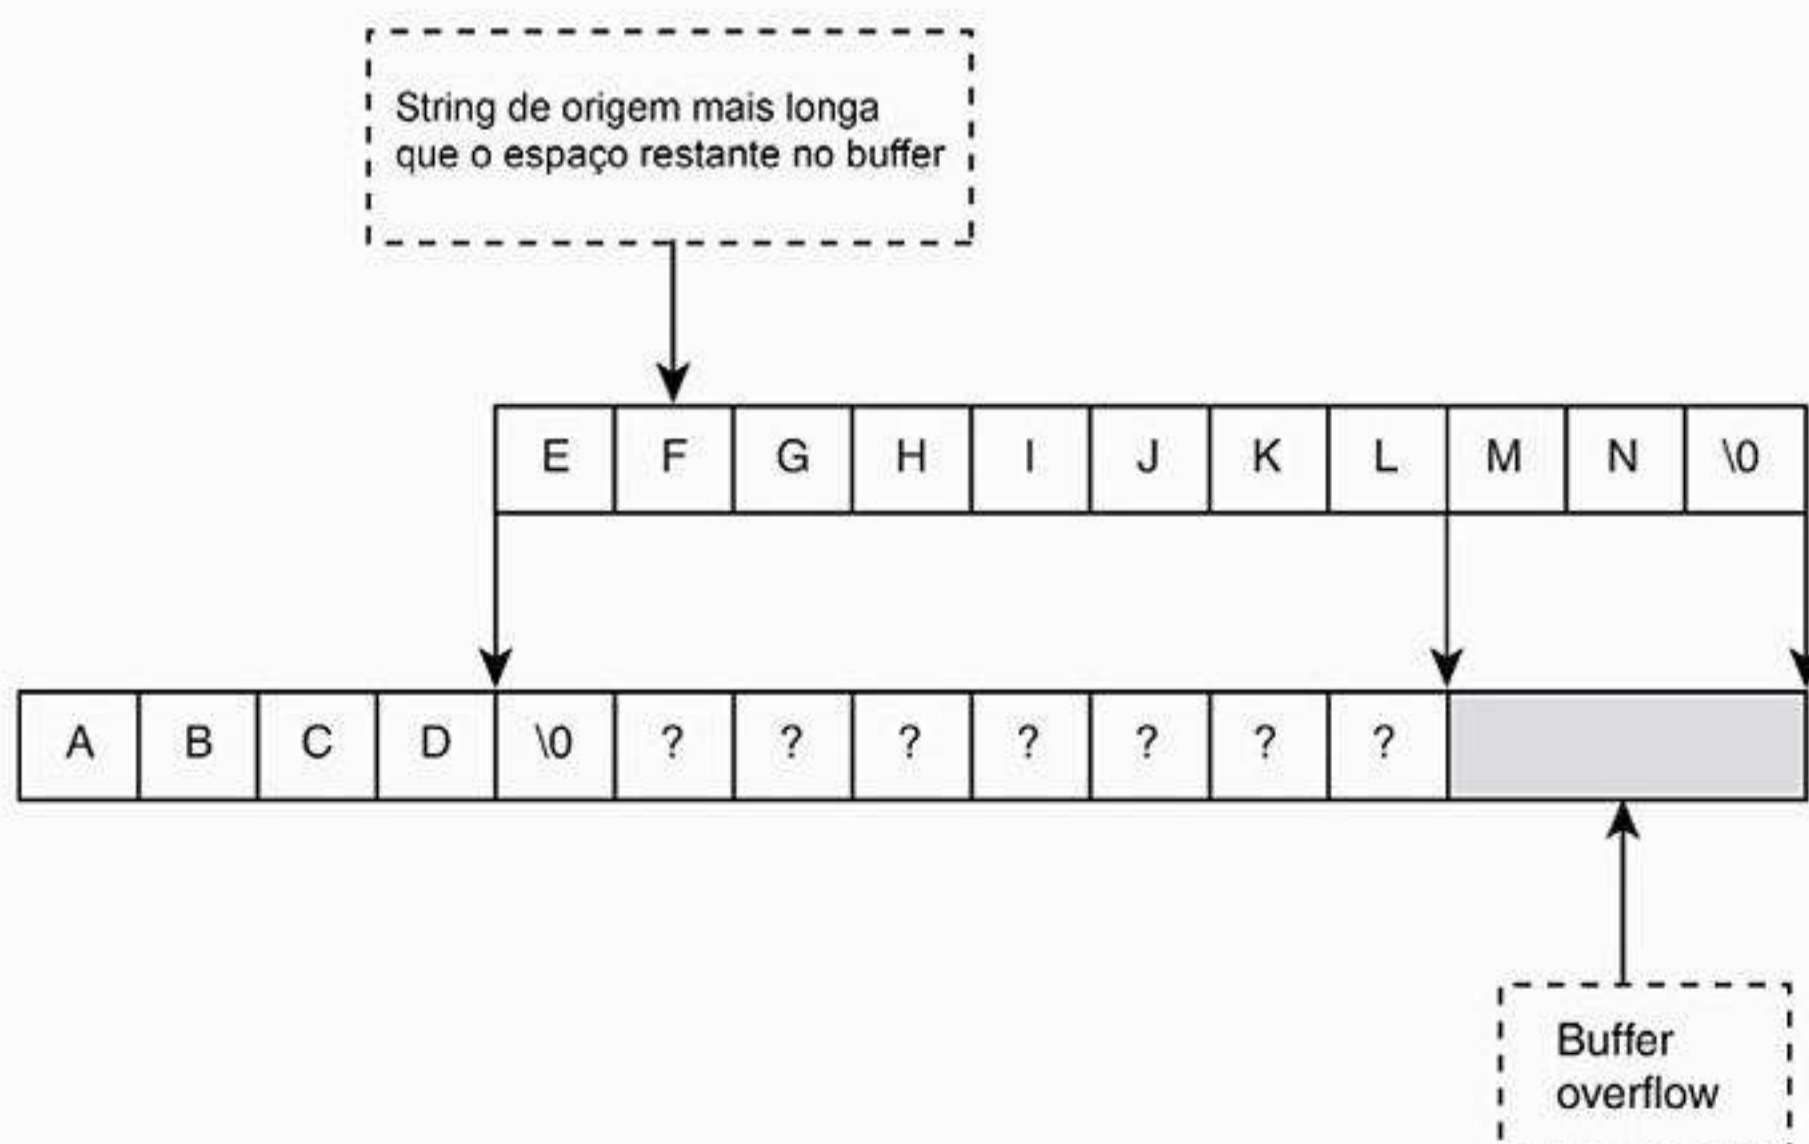 String de origem mais longa
que o espaço restante no buffer
E F G H I J K L M N \0
A B C D \0 ? ? ? ? ? ? ?
Buffer
overflow